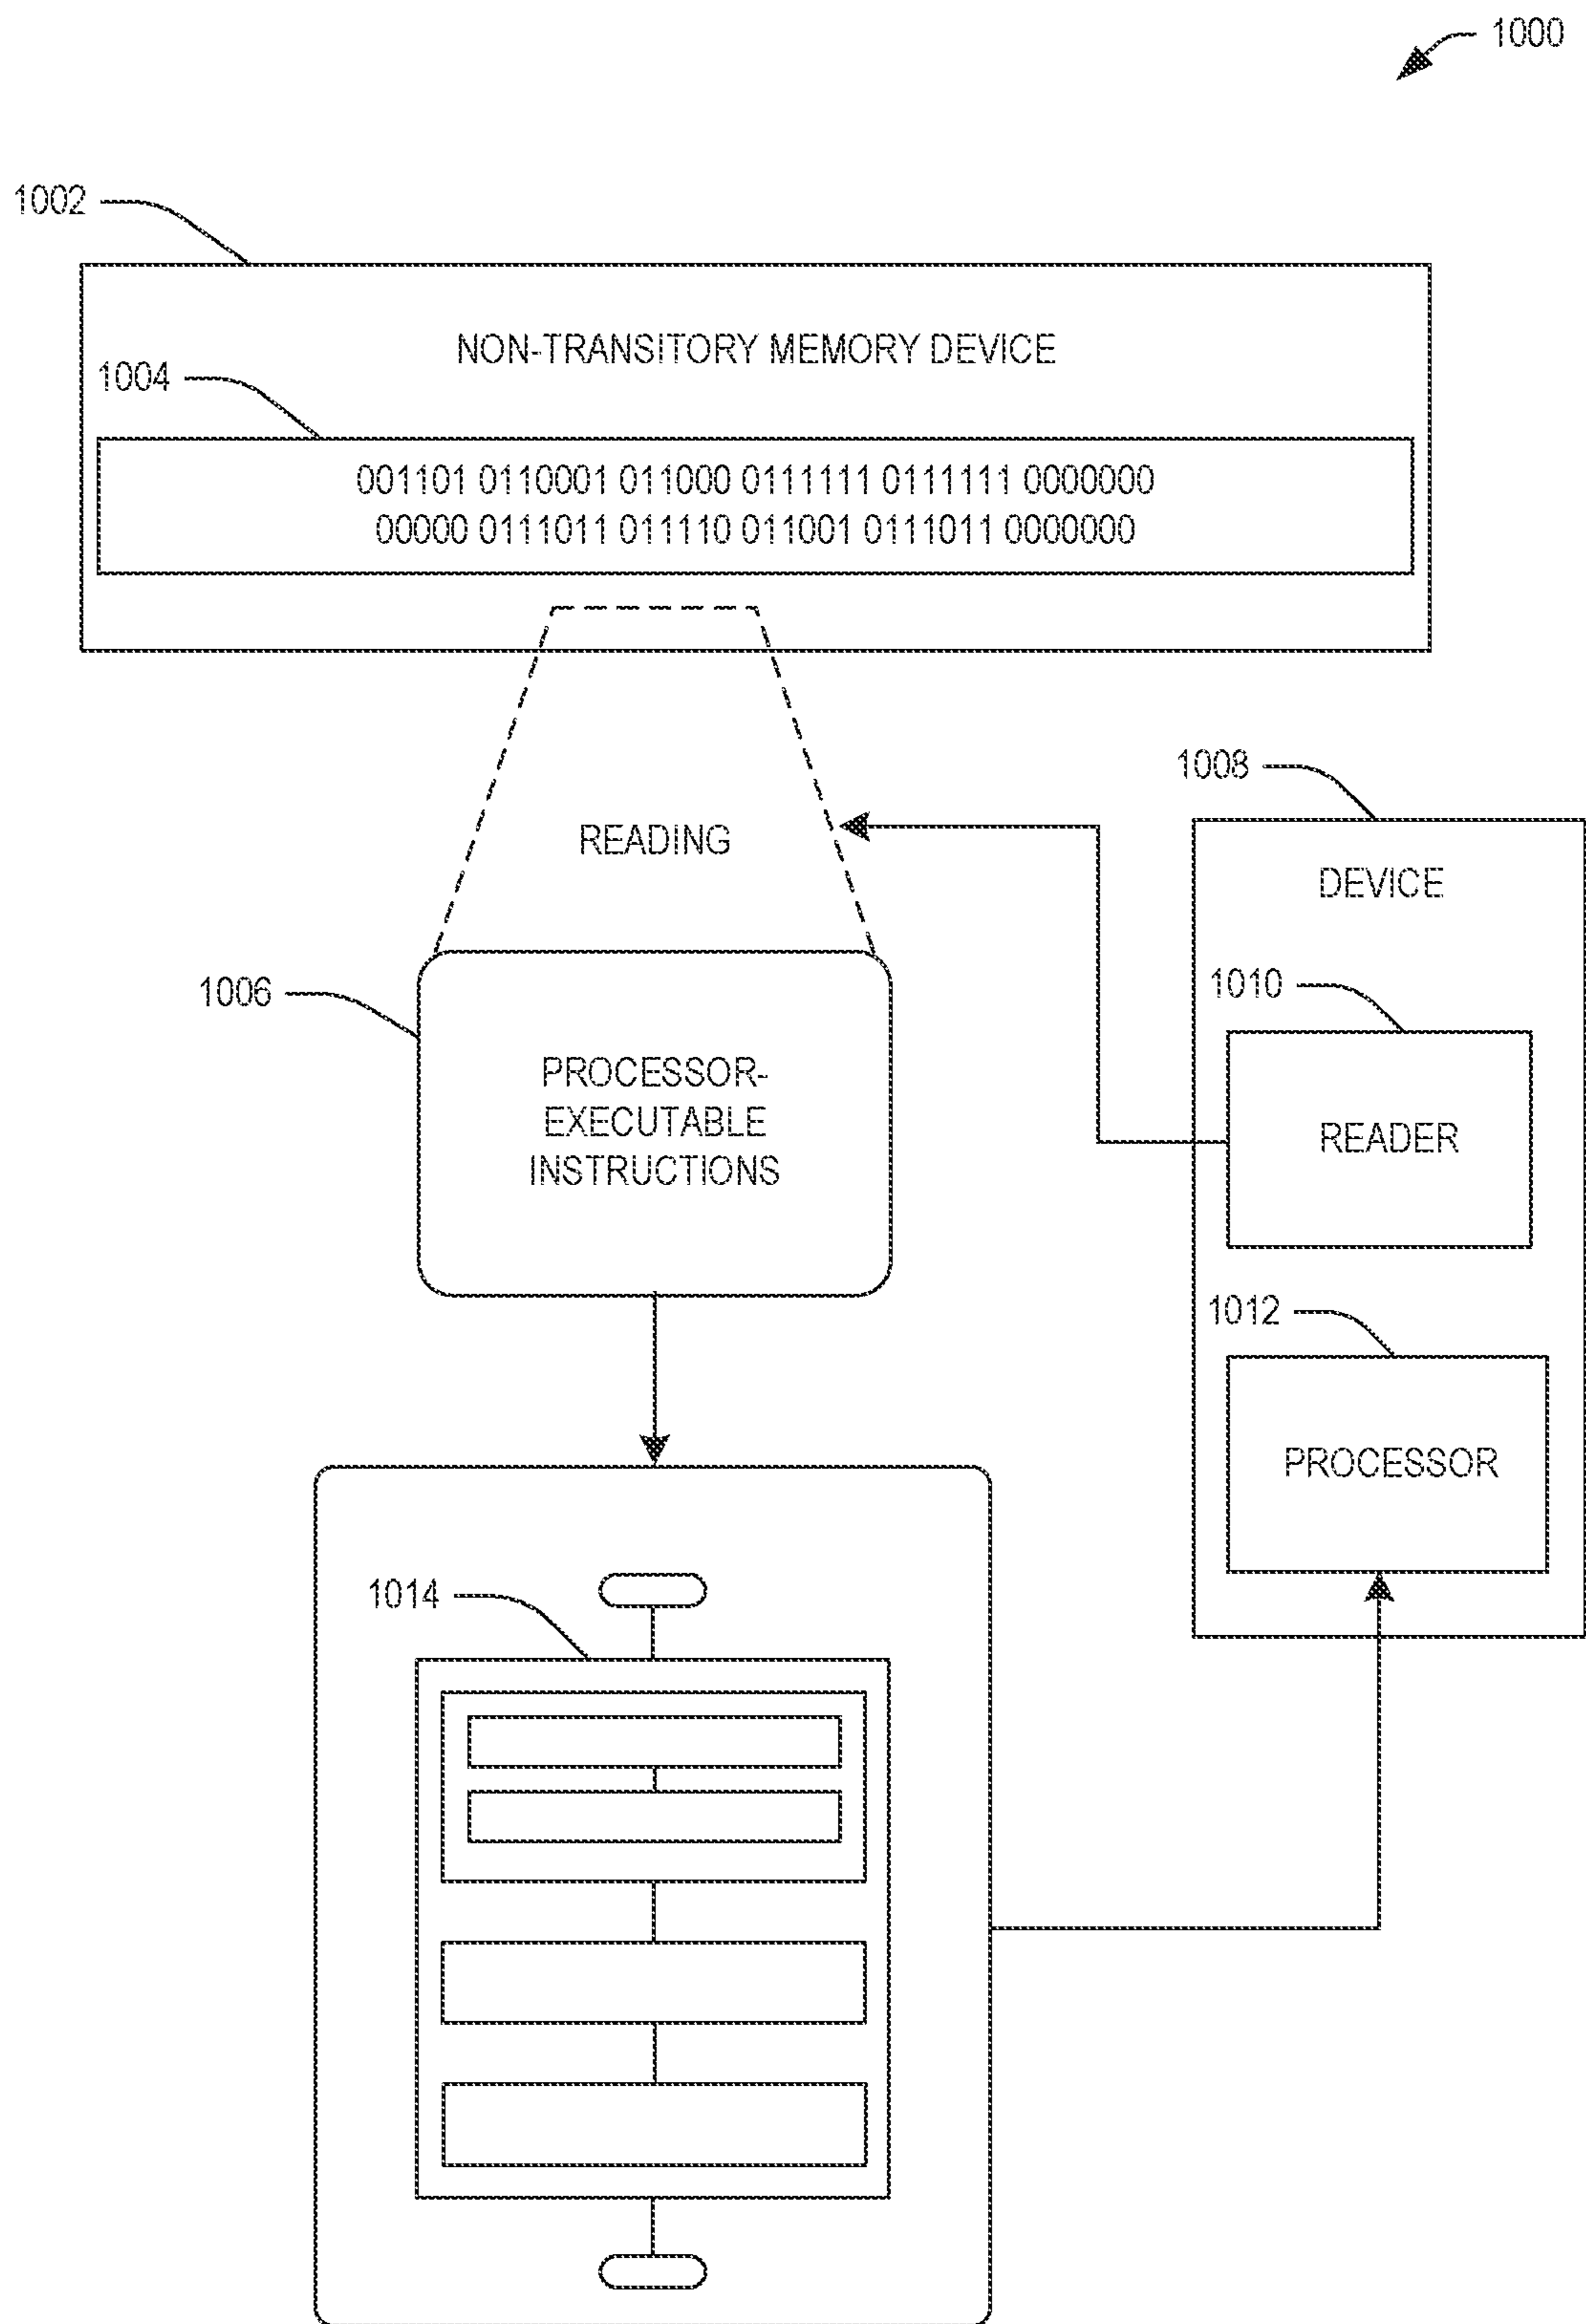 1000
1002
NON-TRANSITORY MEMORY DEVICE
1004
001101 0110001 011000 0111111 0111111 0000000
00000 0111011 011110 011001 0111011 0000000
READING
1008
DEVICE
1006
PROCESSOR-
EXECUTABLE
INSTRUCTIONS
1010
READER
1012
PROCESSOR
1014